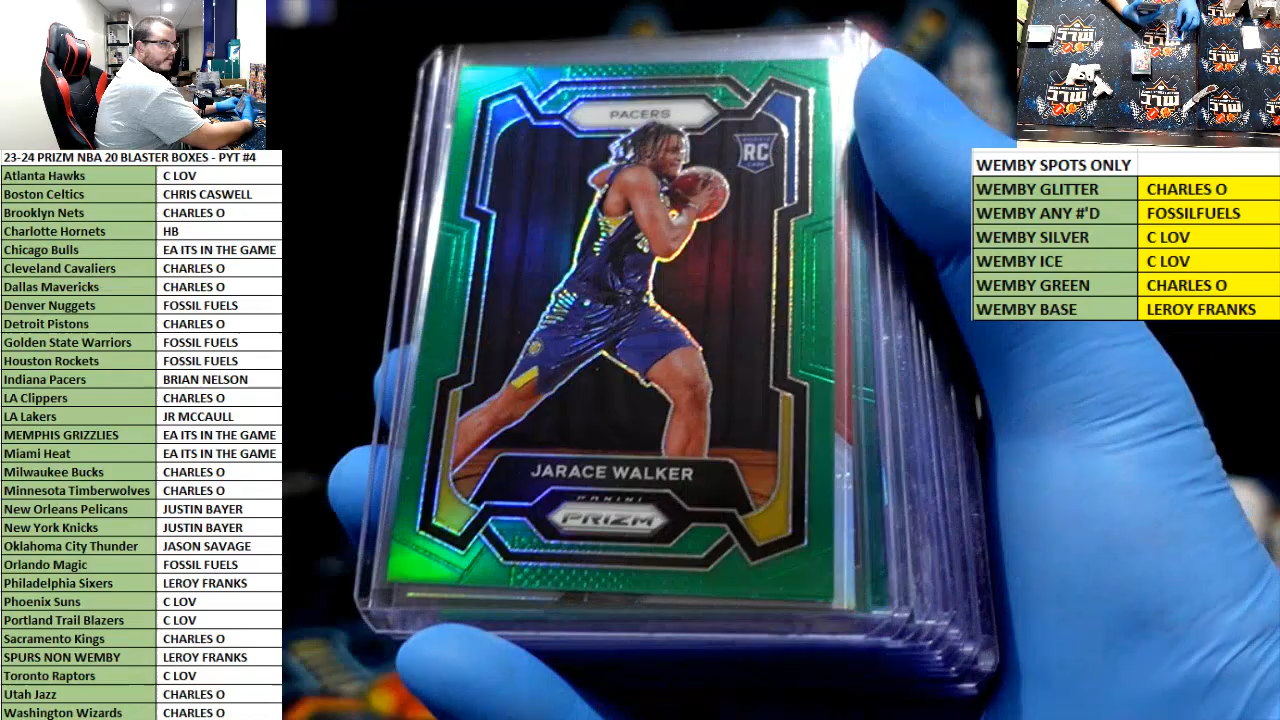 23-24 PRIZM NBA 20 BLASTER BOXES - PYT #4
Atlanta Hawks C LOV
Boston Celtics CHRIS CASWELL
Brooklyn Nets CHARLES O
Charlotte Hornets HB
Chicago Bulls EA ITS IN THE GAME
Cleveland Cavaliers CHARLES O
Dallas Mavericks CHARLES O
Denver Nuggets FOSSIL FUELS
Detroit Pistons CHARLES O
Golden State Warriors FOSSIL FUELS
Houston Rockets FOSSIL FUELS
Indiana Pacers BRIAN NELSON
LA Clippers CHARLES O
LA Lakers JR MCCAULL
MEMPHIS GRIZZLIES EA ITS IN THE GAME
Miami Heat EA ITS IN THE GAME
Milwaukee Bucks CHARLES O
Minnesota Timberwolves CHARLES O
New Orleans Pelicans JUSTIN BAYER
New York Knicks JUSTIN BAYER
Oklahoma City Thunder JASON SAVAGE
Orlando Magic FOSSIL FUELS
Philadelphia Sixers LEROY FRANKS
Phoenix Suns C LOV
Portland Trail Blazers C LOV
Sacramento Kings CHARLES O
SPURS NON WEMBY LEROY FRANKS
Toronto Raptors C LOV
Utah Jazz CHARLES O
Washington Wizards CHARLES O
PACERS
RC
JARACE WALKER
PANINI
PRIZM
WEMBY SPOTS ONLY
WEMBY GLITTER CHARLES O
WEMBY ANY #'D FOSSILFUELS
WEMBY SILVER C LOV
WEMBY ICE C LOV
WEMBY GREEN CHARLES O
WEMBY BASE LEROY FRANKS